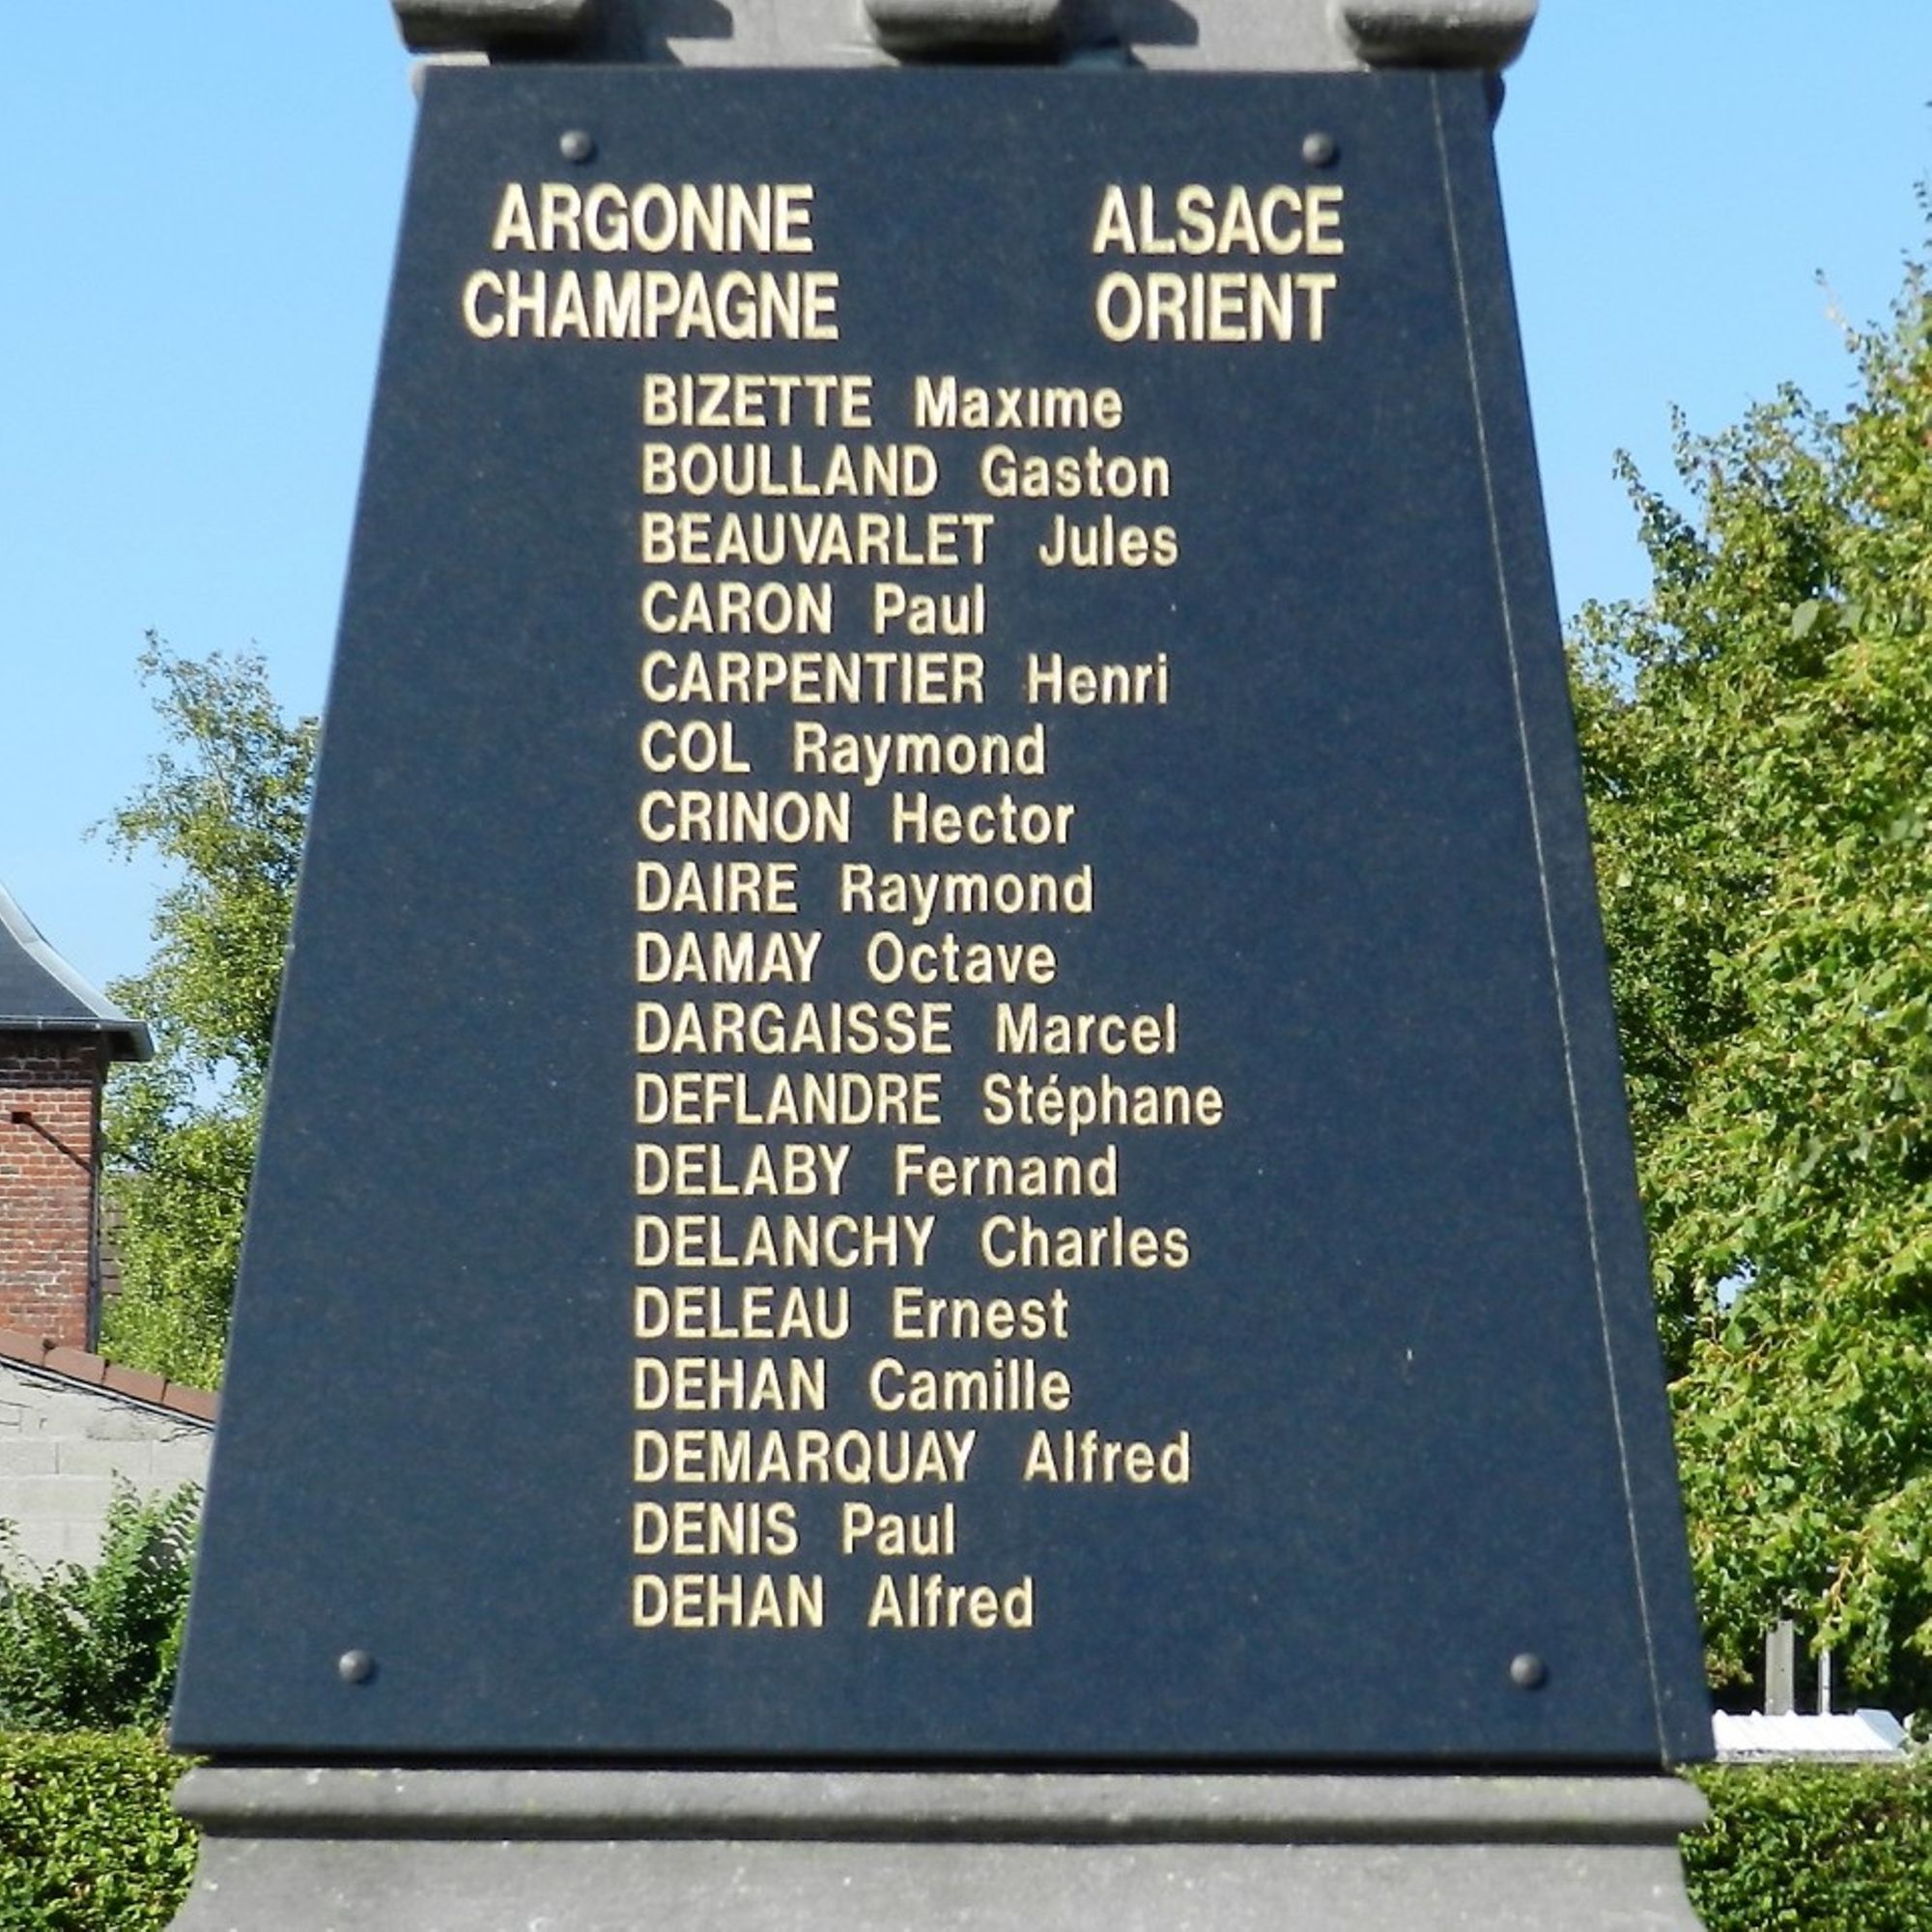 ARGONNE ALSACE
CHAMPAGNE ORIENT
BIZETTE Maxime
BOULLAND Gaston
BEAUVARLET Jules
CARON Paul
CARPENTIER Henri
COL Raymond
CRINON Hector
DAIRE Raymond
DAMAY Octave
DARGAISSE Marcel
DEFLANDRE Stéphane
DELABY Fernand
DELANCHY Charles
DELEAU Ernest
DEHAN Camille
DEMARQUAY Alfred
DENIS Paul
DEHAN Alfred